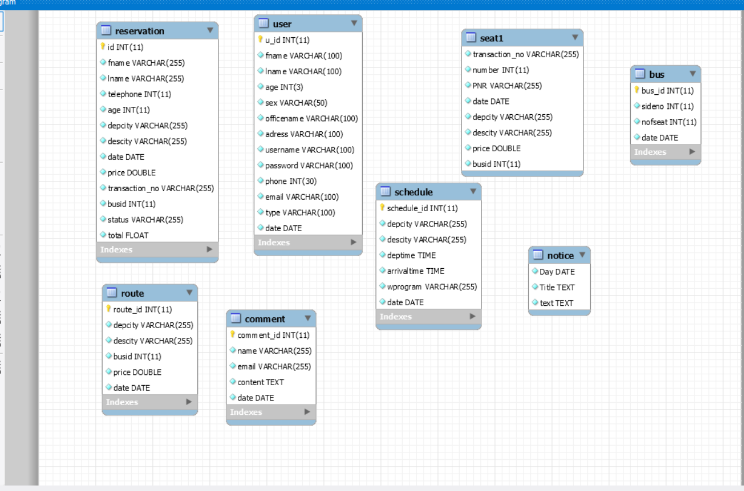 gram
reservation
id INT(11)
fname VARCHAR(255)
lname VARCHAR(255)
telephone INT(11)
age INT(11)
depcity VARCHAR(255)
descity VARCHAR(255)
date DATE
price DOUBLE
transaction_no VARCHAR(255)
busid INT(11)
status VARCHAR(255)
total FLOAT
Indexes
user
u_id INT(11)
fname VARCHAR(100)
lname VARCHAR(100)
age INT(3)
sex VARCHAR(50)
officename VARCHAR(100)
adress VARCHAR(100)
username VARCHAR(100)
password VARCHAR(100)
phone INT(30)
email VARCHAR(100)
type VARCHAR(100)
date DATE
Indexes
seat1
transaction_no VARCHAR(255)
number INT(11)
PNR VARCHAR(255)
date DATE
depcity VARCHAR(255)
descity VARCHAR(255)
price DOUBLE
busid INT(11)
bus
bus_id INT(11)
sideno INT(11)
nofseat INT(11)
date DATE
Indexes
schedule
schedule_id INT(11)
depcity VARCHAR(255)
descity VARCHAR(255)
deptime TIME
arrivaltime TIME
wprogram VARCHAR(255)
date DATE
Indexes
notice
Day DATE
Title TEXT
text TEXT
route
route_id INT(11)
depcity VARCHAR(255)
descity VARCHAR(255)
busid INT(11)
price DOUBLE
date DATE
Indexes
comment
comment_id INT(11)
name VARCHAR(255)
email VARCHAR(255)
content TEXT
date DATE
Indexes